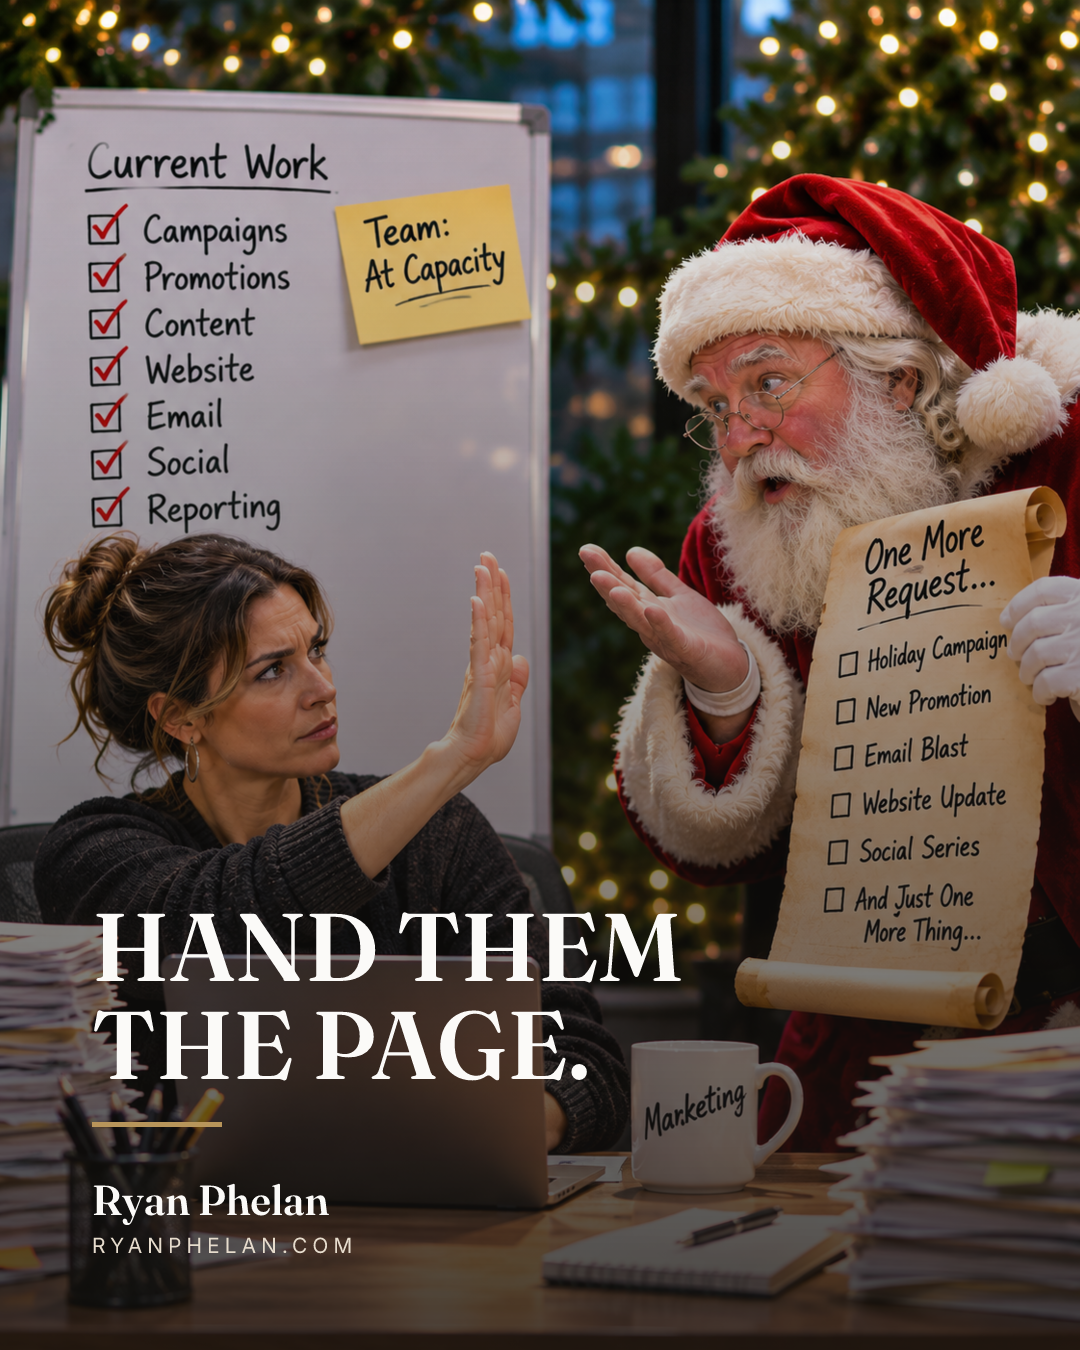 Current Work
Campaigns
Promotions
Content
Website
Email
Social
Reporting
Team:
At Capacity
One More
Request...
Holiday Campaign
New Promotion
Email Blast
Website Update
Social Series
And Just One
More Thing...
HAND THEM
THE PAGE.
Marketing
Ryan Phelan
RYANPHELAN.COM